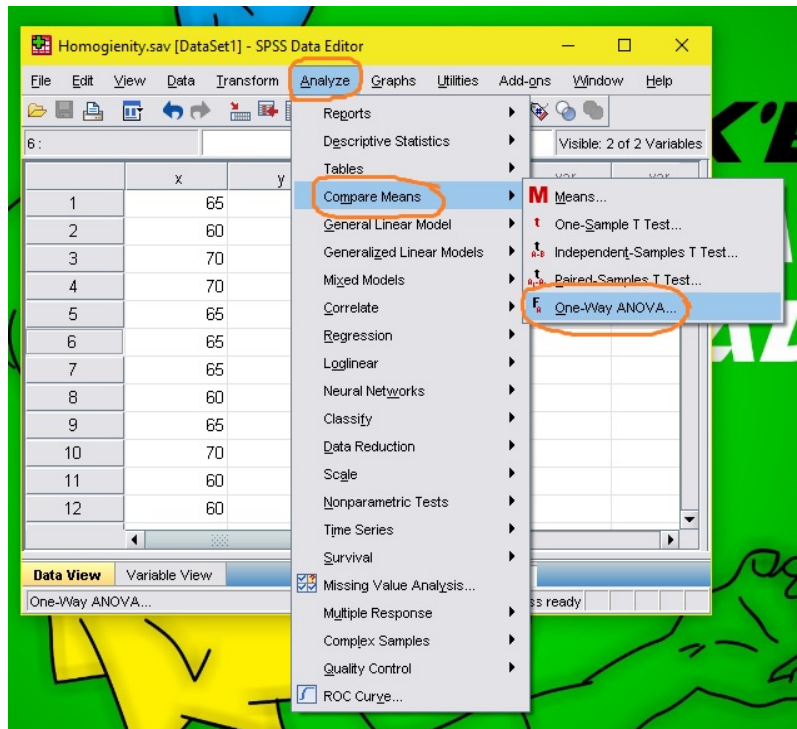 Homogienity.sav [DataSet1] - SPSS Data Editor
File Edit View Data Transform Analyze Graphs Utilities Add-ons Window Help
6 :
Visible: 2 of 2 Variables
x y var var
1 65
2 60
3 70
4 70
5 65
6 65
7 65
8 60
9 65
10 70
11 60
12 60
Reports
Descriptive Statistics
Tables
Compare Means
General Linear Model
Generalized Linear Models
Mixed Models
Correlate
Regression
Loglinear
Neural Networks
Classify
Data Reduction
Scale
Nonparametric Tests
Time Series
Survival
Missing Value Analysis...
Multiple Response
Complex Samples
Quality Control
ROC Curve...
M Means...
t One-Sample T Test...
Independent-Samples T Test...
Paired-Samples T Test...
One-Way ANOVA...
Data View Variable View
One-Way ANOVA...
ready